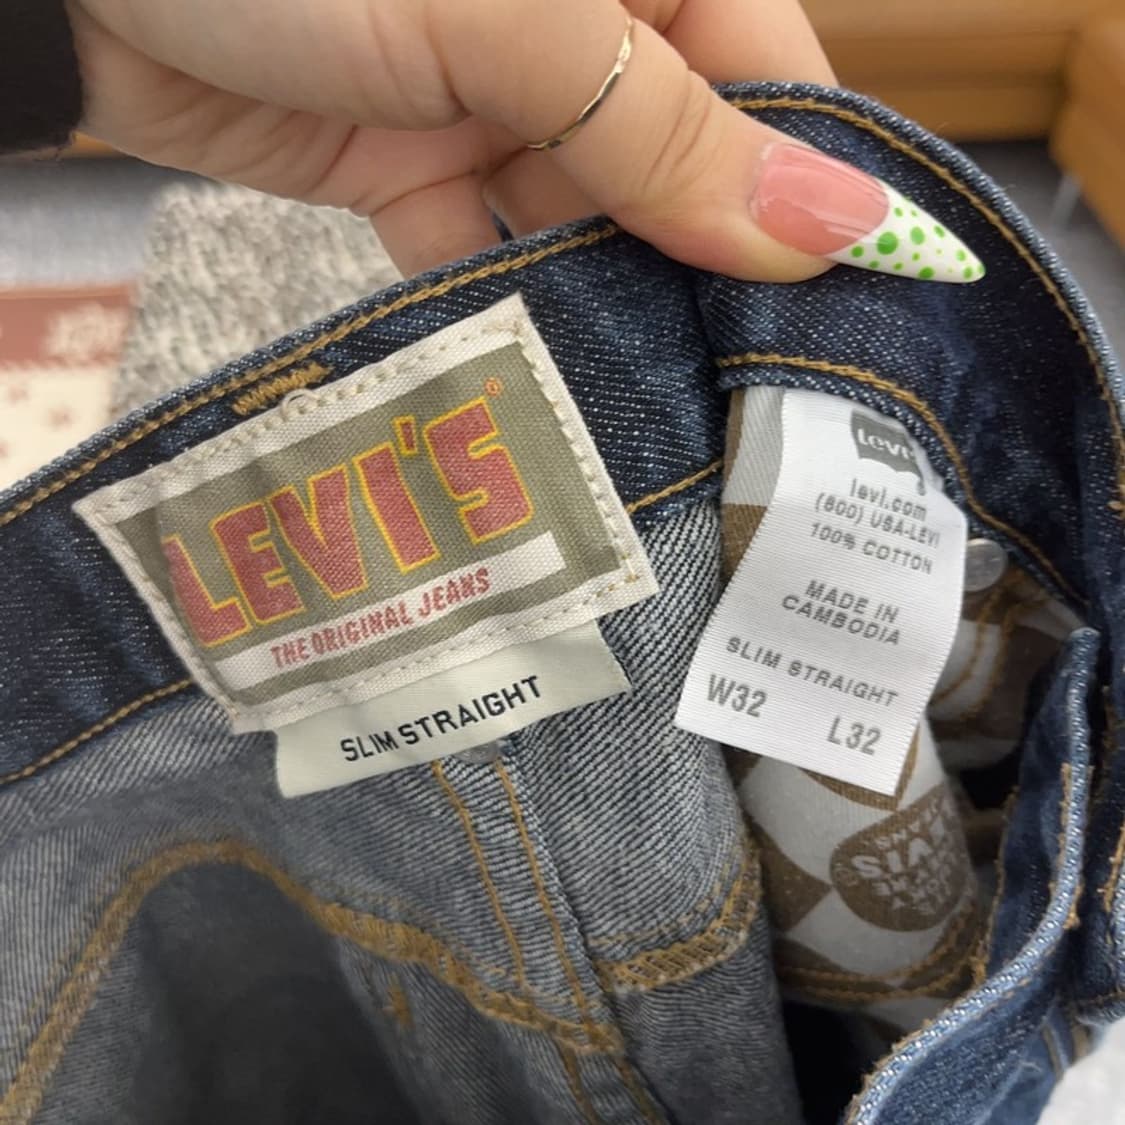 LEVI'S®
THE ORIGINAL JEANS
SLIM STRAIGHT
Levi's
levi.com
(800) USA-LEVI
100% COTTON
MADE IN
CAMBODIA
SLIM STRAIGHT
W32
L32